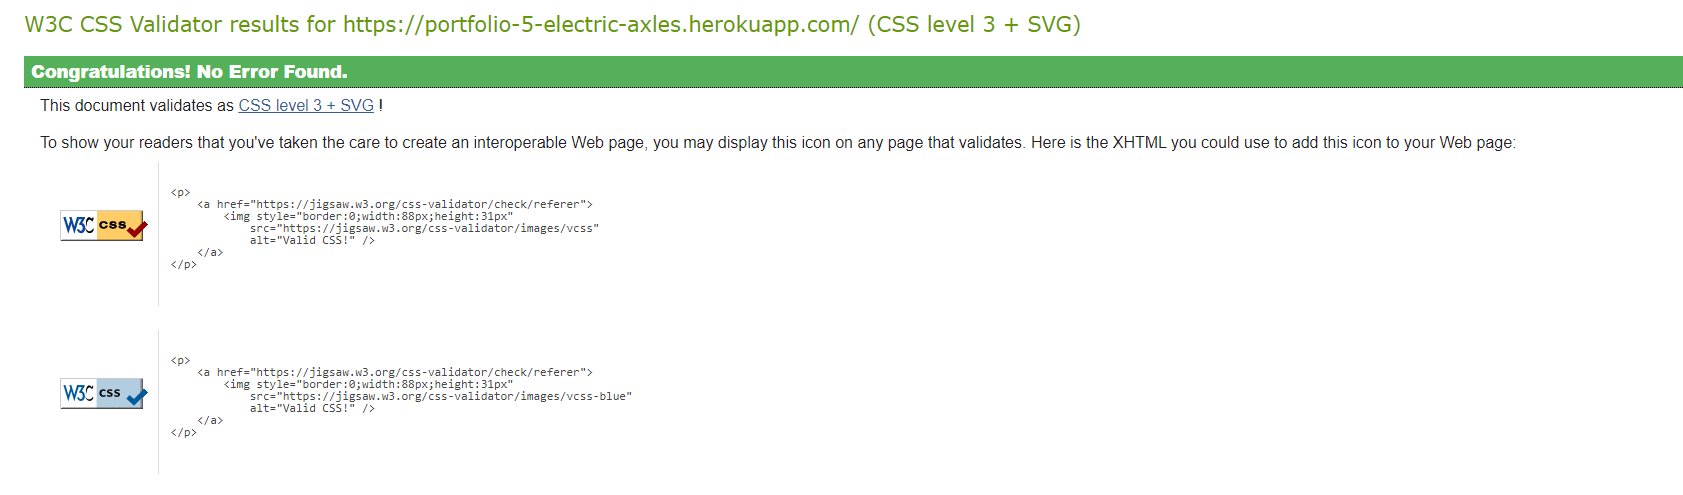 W3C CSS Validator results for https://portfolio-5-electric-axles.herokuapp.com/ (CSS level 3 + SVG)
Congratulations! No Error Found.
This document validates as CSS level 3 + SVG !
To show your readers that you've taken the care to create an interoperable Web page, you may display this icon on any page that validates. Here is the XHTML you could use to add this icon to your Web page:
W3C css
<p>
    <a href="https://jigsaw.w3.org/css-validator/check/referer">
        <img style="border:0;width:88px;height:31px"
            src="https://jigsaw.w3.org/css-validator/images/vcss"
            alt="Valid CSS!" />
    </a>
</p>
W3C css
<p>
    <a href="https://jigsaw.w3.org/css-validator/check/referer">
        <img style="border:0;width:88px;height:31px"
            src="https://jigsaw.w3.org/css-validator/images/vcss-blue"
            alt="Valid CSS!" />
    </a>
</p>